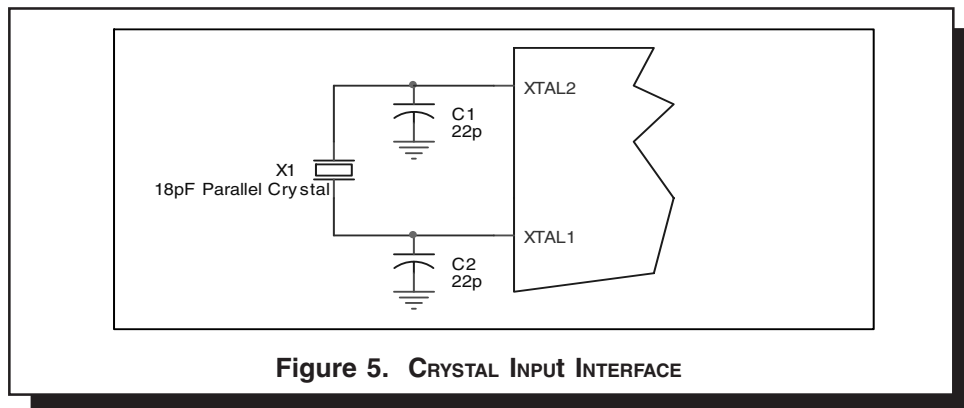 XTAL2
C1
22p
X1
18pF Parallel Crystal
XTAL1
C2
22p
Figure 5. CRYSTAL INPUT INTERFACE